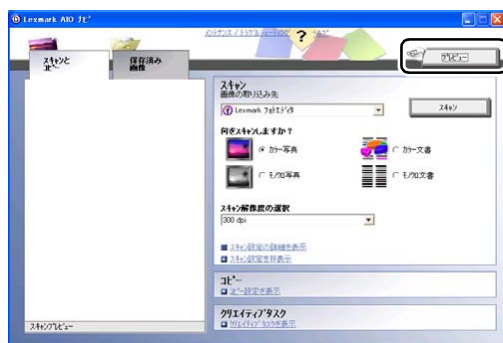 Lexmark AIO ナビ
メンテナンス / トラブルシューティング
ヘルプ
?
プレビュー
スキャンと
コピー
保存済み
画像
スキャン
画像の取り込み先
Lexmark フォトエディタ
スキャン
何をスキャンしますか?
カラー写真
カラー文書
モノクロ写真
モノクロ文書
スキャン解像度の選択
300 dpi
スキャン設定の詳細を表示
スキャン設定を非表示
コピー
コピー設定を表示
クリエイティブタスク
クリエイティブタスクを表示
スキャンプレビュー